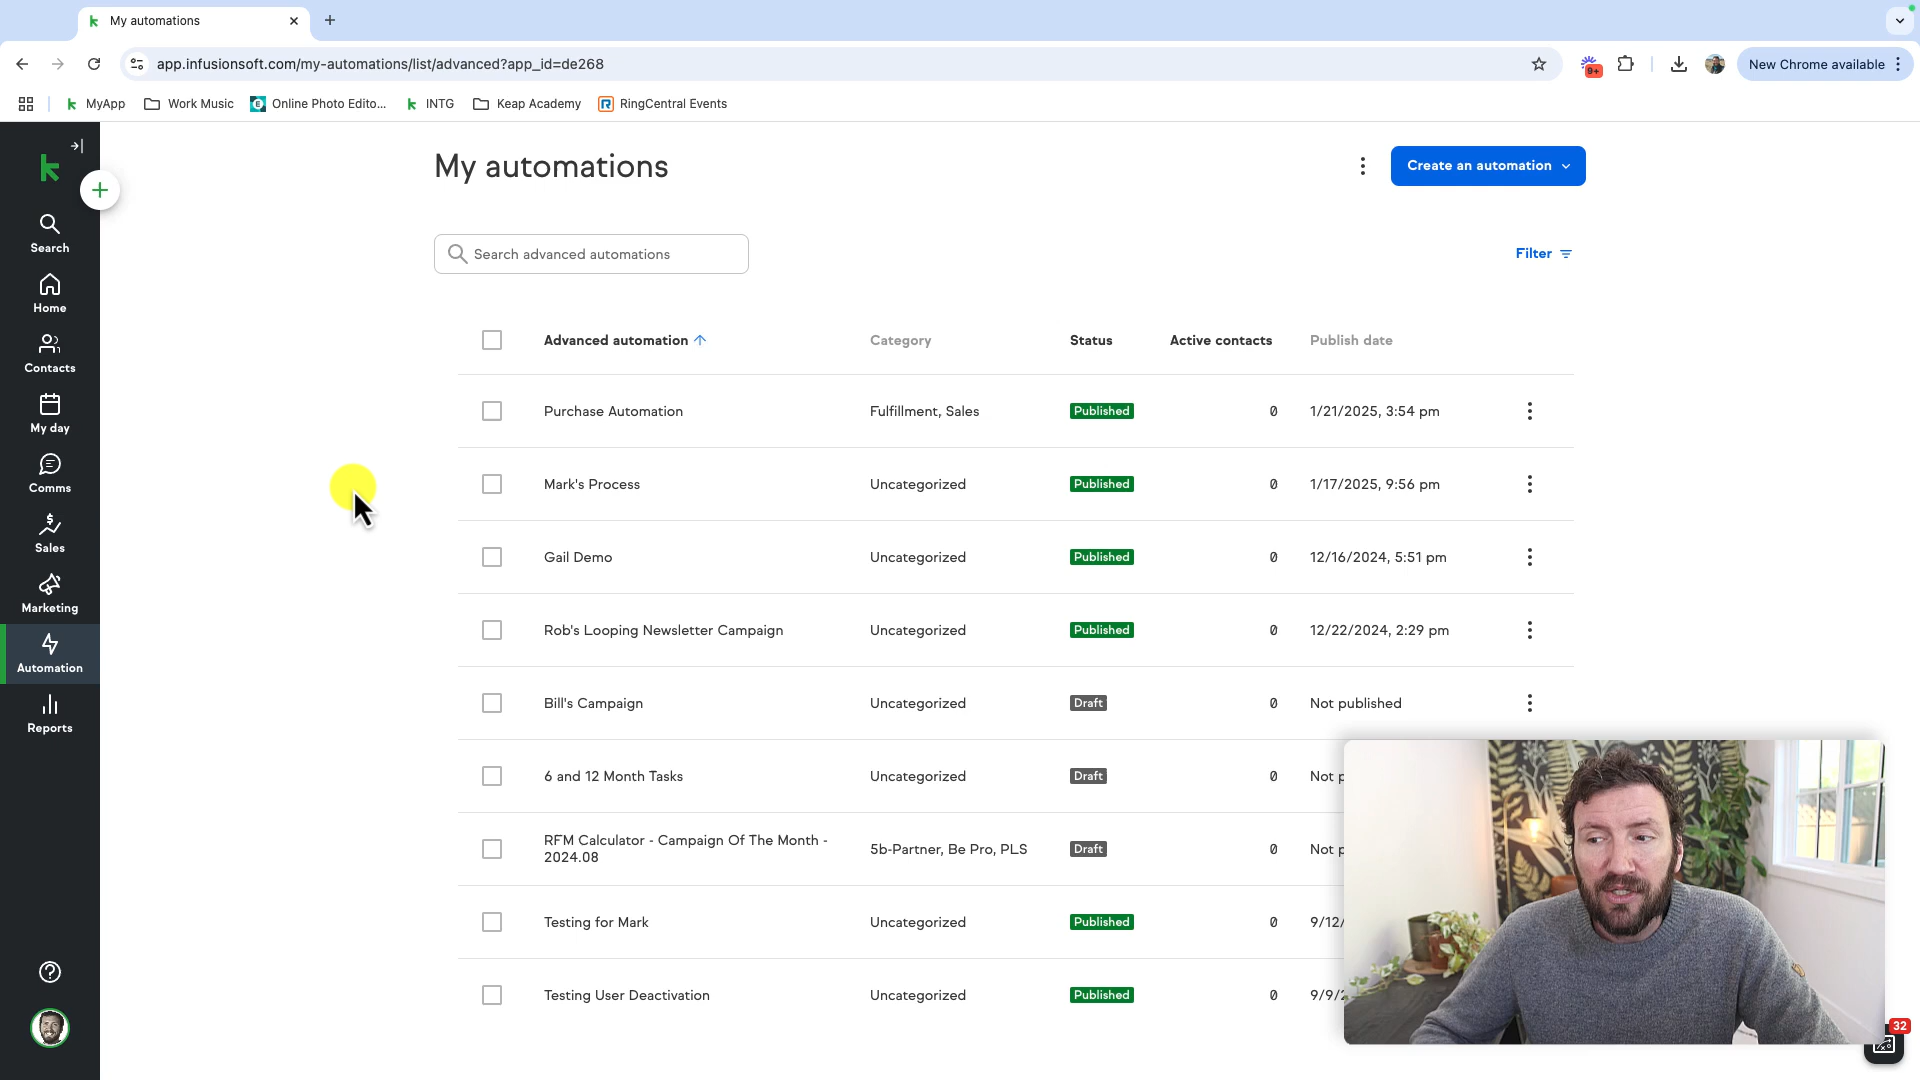 My automations
app.infusionsoft.com/my-automations/list/advanced?app_id=de268
9+
New Chrome available
MyApp
Work Music
Online Photo Edito...
INTG
Keap Academy
RingCentral Events
My automations
Create an automation
Search advanced automations
Filter
Search
Home
Contacts
My day
Comms
Sales
Marketing
Automation
Reports
Advanced automation Category Status Active contacts Publish date
Purchase Automation Fulfillment, Sales Published 0 1/21/2025, 3:54 pm
Mark's Process Uncategorized Published 0 1/17/2025, 9:56 pm
Gail Demo Uncategorized Published 0 12/16/2024, 5:51 pm
Rob's Looping Newsletter Campaign Uncategorized Published 0 12/22/2024, 2:29 pm
Bill's Campaign Uncategorized Draft 0 Not published
6 and 12 Month Tasks Uncategorized Draft 0 Not
RFM Calculator - Campaign Of The Month -
2024.08
5b-Partner, Be Pro, PLS Draft 0 Not
Testing for Mark Uncategorized Published 0 9/12/
Testing User Deactivation Uncategorized Published 0 9/9/
32